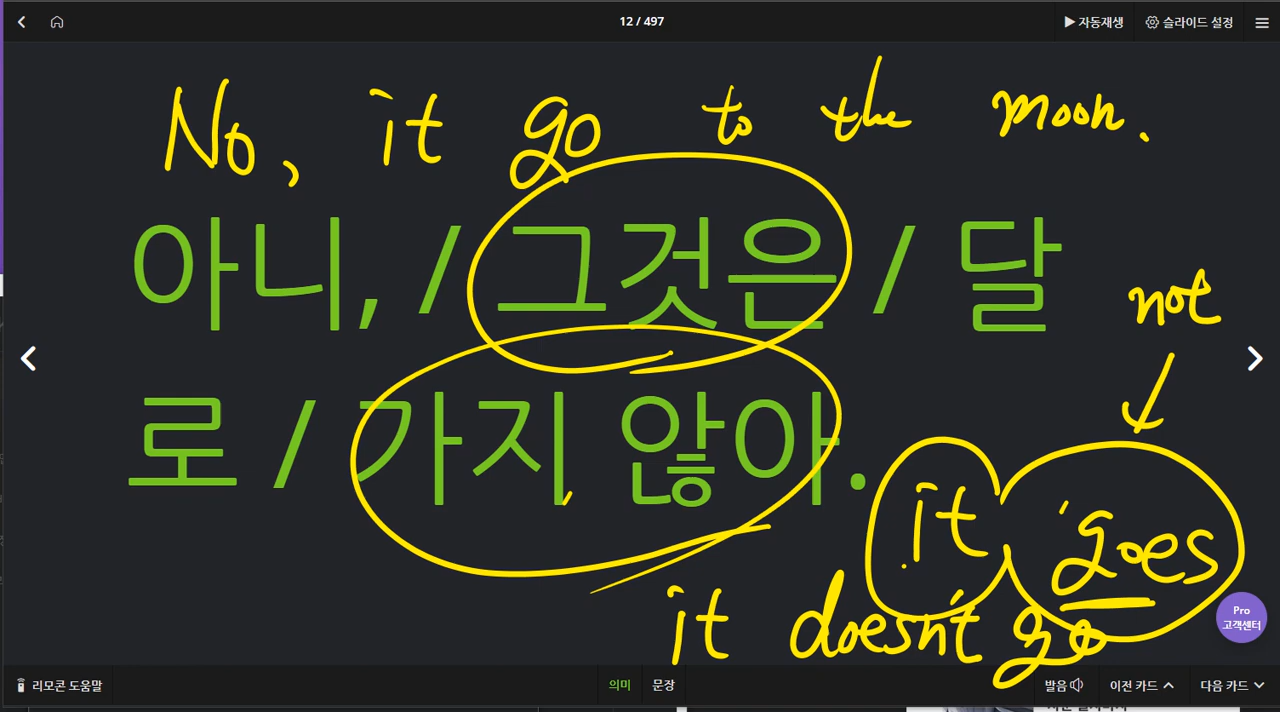 12 / 497
자동재생
슬라이드 설정
No, it go to the moon.
아니, / 그것은 / 달
not
로 / 가지 않아.
it goes
it doesn't go
Pro
고객센터
리모콘 도움말
의미
문장
발음
이전 카드
다음 카드